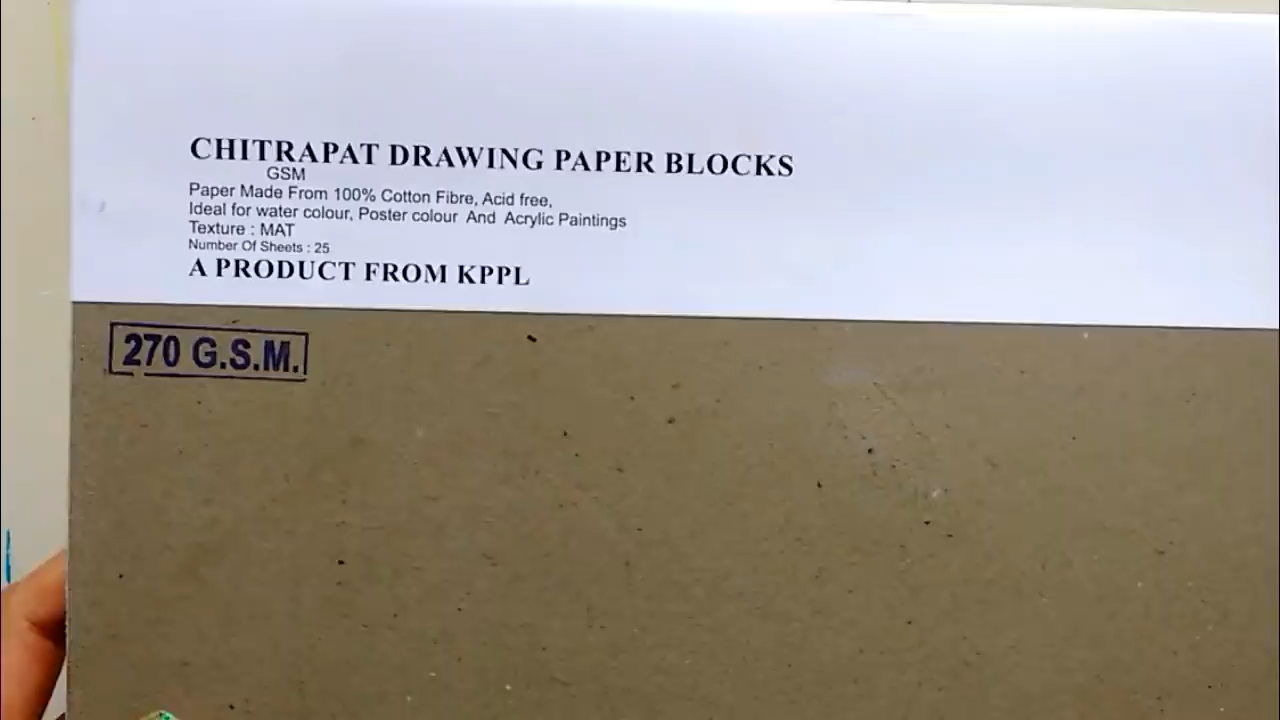 CHITRAPAT DRAWING PAPER BLOCKS
GSM
Paper Made From 100% Cotton Fibre, Acid free,
Ideal for water colour, Poster colour And Acrylic Paintings
Texture : MAT
Number Of Sheets : 25
A PRODUCT FROM KPPL
270 G.S.M.